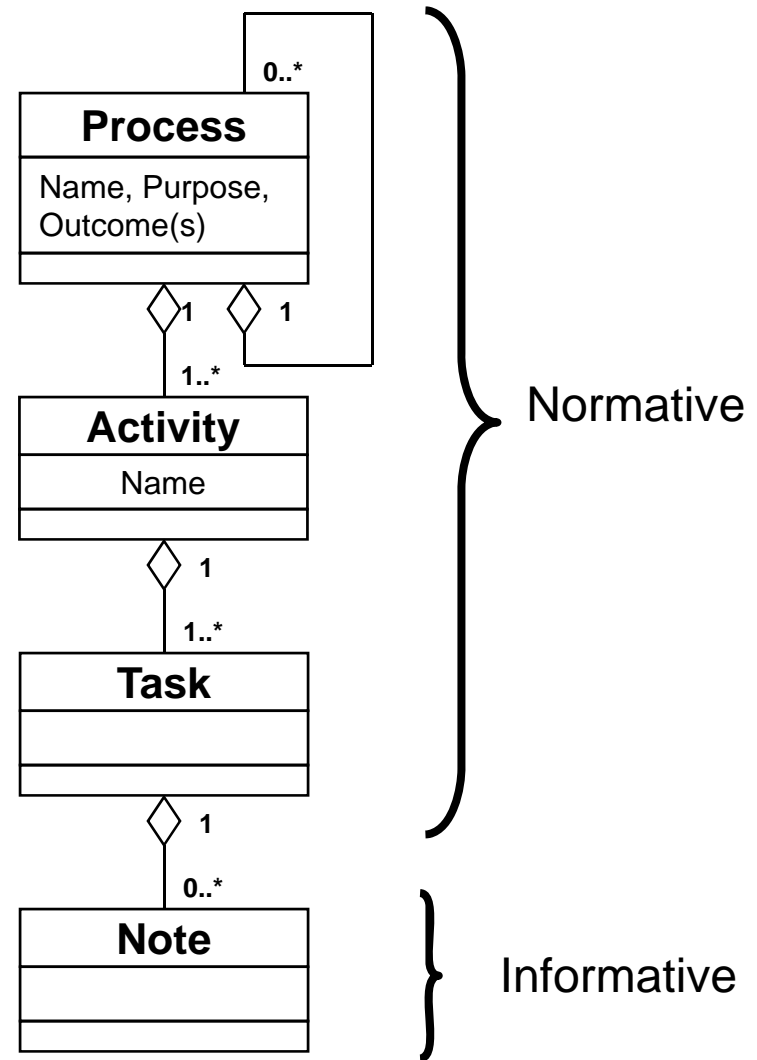 0..*
Process
Name, Purpose,
Outcome(s)
1
1
1..*
Activity
Name
1
1..*
Task
1
0..*
Note
Normative
Informative